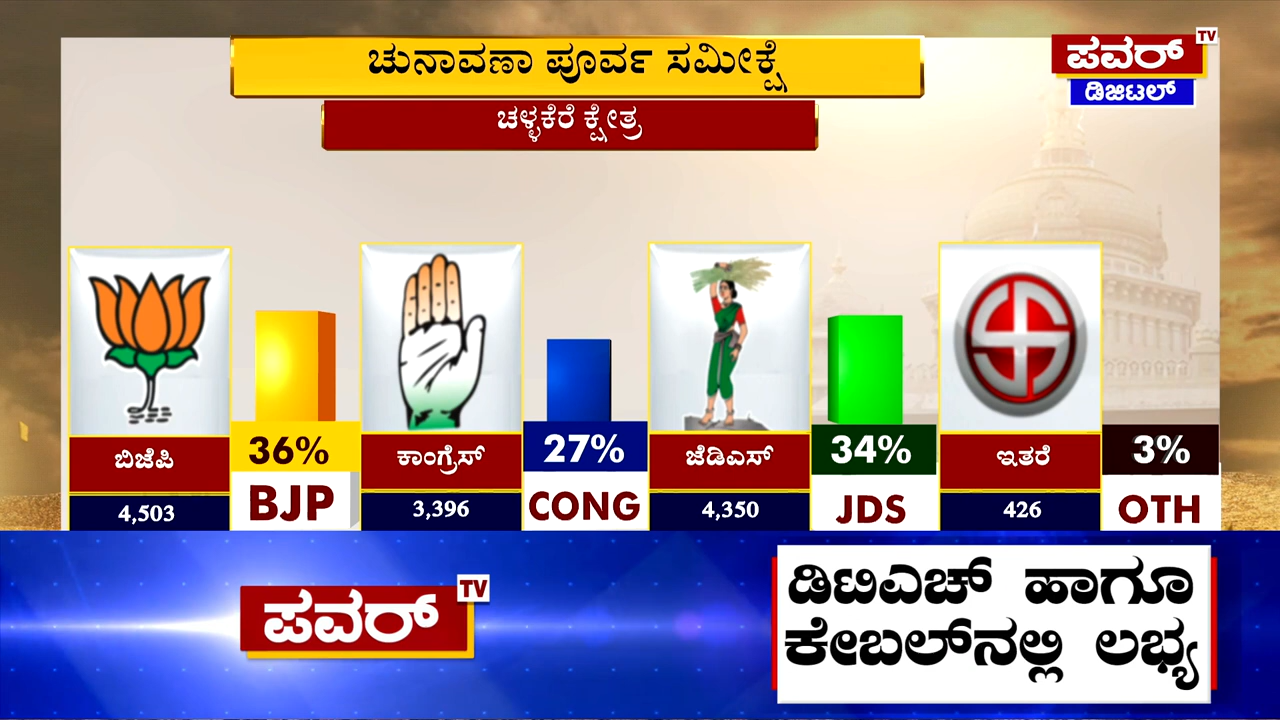 ಚುನಾವಣಾ ಪೂರ್ವ ಸಮೀಕ್ಷೆ
ಪವರ್ TV
ಡಿಜಿಟಲ್
ಚಳ್ಳಕೆರೆ ಕ್ಷೇತ್ರ
ಬಿಜೆಪಿ 36% ಕಾಂಗ್ರೆಸ್ 27% ಜೆಡಿಎಸ್ 34% ಇತರೆ 3%
4,503 BJP 3,396 CONG 4,350 JDS 426 OTH
ಪವರ್ TV
ಡಿಟಿಎಚ್ ಹಾಗೂ
ಕೇಬಲ್‌ನಲ್ಲಿ ಲಭ್ಯ